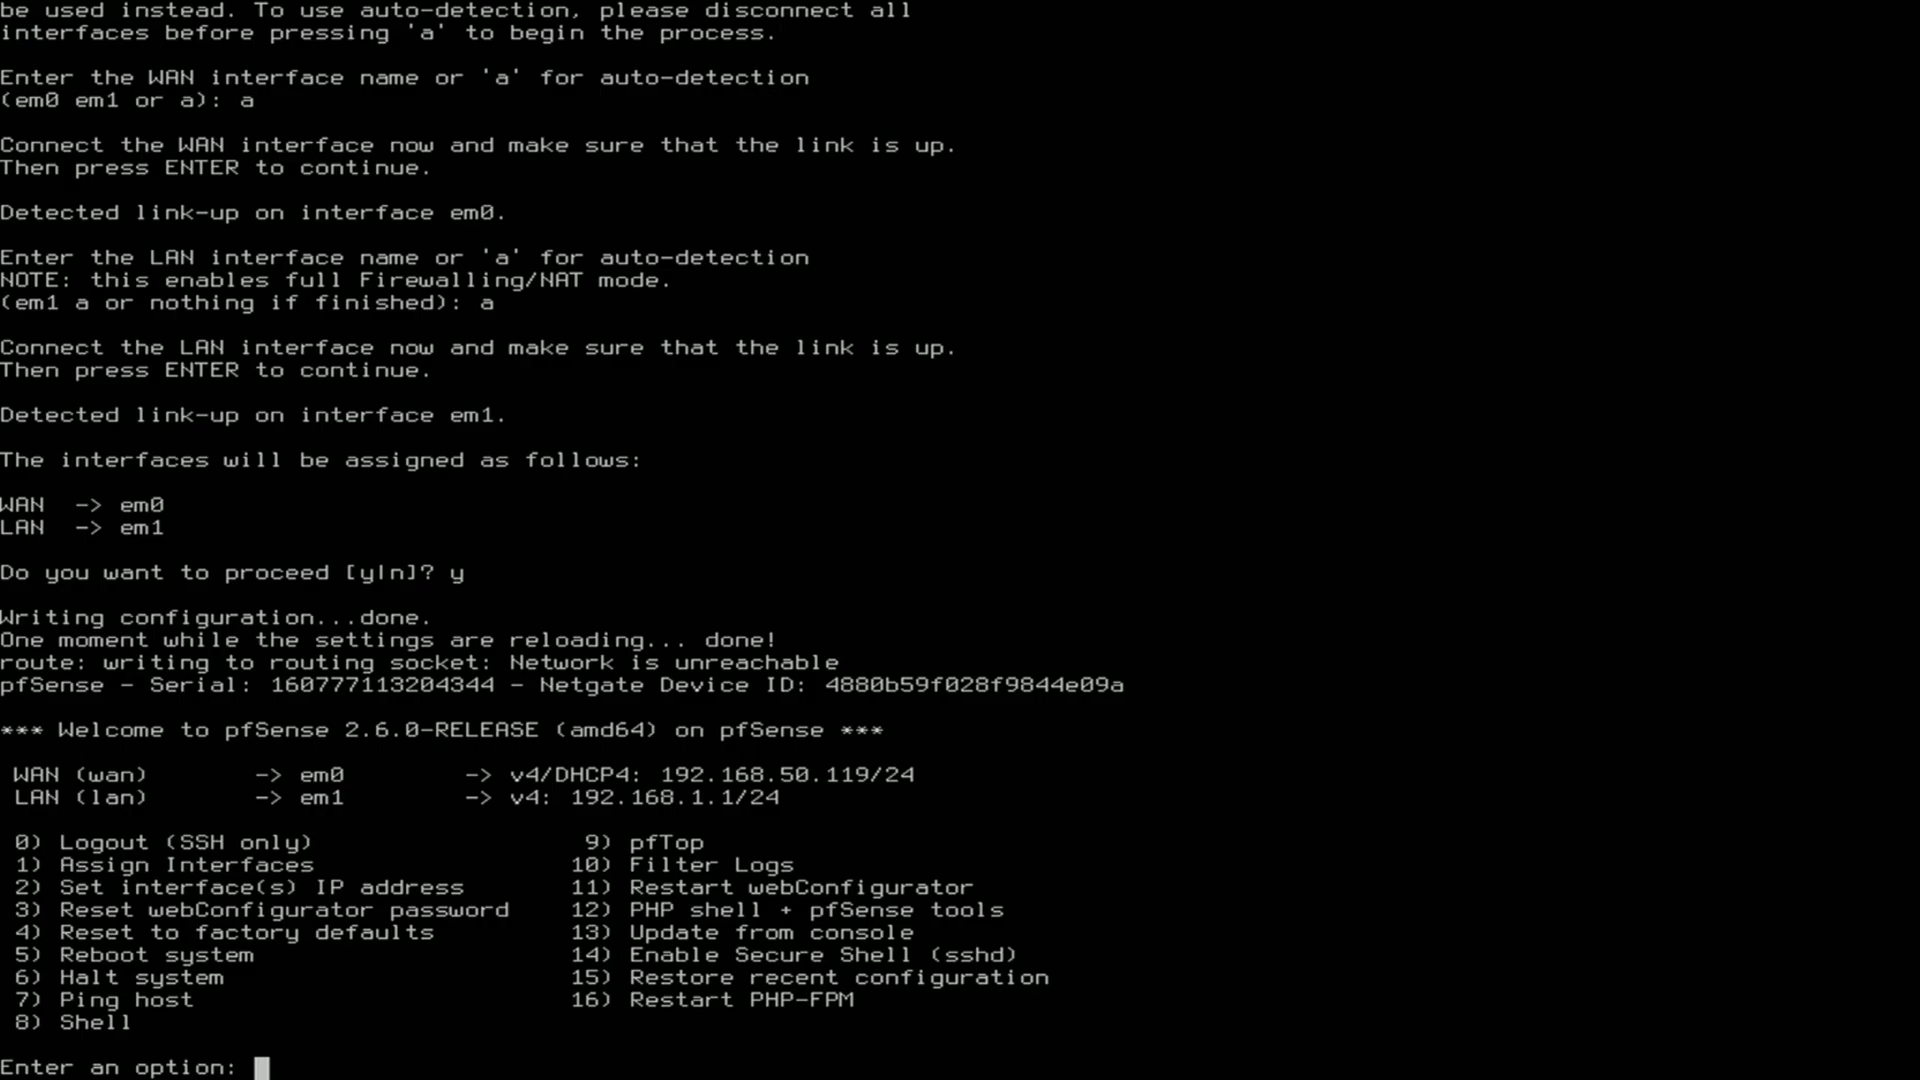 be used instead. To use auto-detection, please disconnect all
interfaces before pressing 'a' to begin the process.
Enter the WAN interface name or 'a' for auto-detection
(em0 em1 or a): a
Connect the WAN interface now and make sure that the link is up.
Then press ENTER to continue.
Detected link-up on interface em0.
Enter the LAN interface name or 'a' for auto-detection
NOTE: this enables full Firewalling/NAT mode.
(em1 a or nothing if finished): a
Connect the LAN interface now and make sure that the link is up.
Then press ENTER to continue.
Detected link-up on interface em1.
The interfaces will be assigned as follows:
WAN  -> em0
LAN  -> em1
Do you want to proceed [y|n]? y
Writing configuration...done.
One moment while the settings are reloading... done!
route: writing to routing socket: Network is unreachable
pfSense - Serial: 160777113204344 - Netgate Device ID: 4880b59f028f9844e09a
*** Welcome to pfSense 2.6.0-RELEASE (amd64) on pfSense ***
WAN (wan)       -> em0        -> v4/DHCP4: 192.168.50.119/24
LAN (lan)       -> em1        -> v4: 192.168.1.1/24
0) Logout (SSH only)                  9) pfTop
1) Assign Interfaces                 10) Filter Logs
2) Set interface(s) IP address       11) Restart webConfigurator
3) Reset webConfigurator password    12) PHP shell + pfSense tools
4) Reset to factory defaults         13) Update from console
5) Reboot system                     14) Enable Secure Shell (sshd)
6) Halt system                       15) Restore recent configuration
7) Ping host                         16) Restart PHP-FPM
8) Shell
Enter an option: